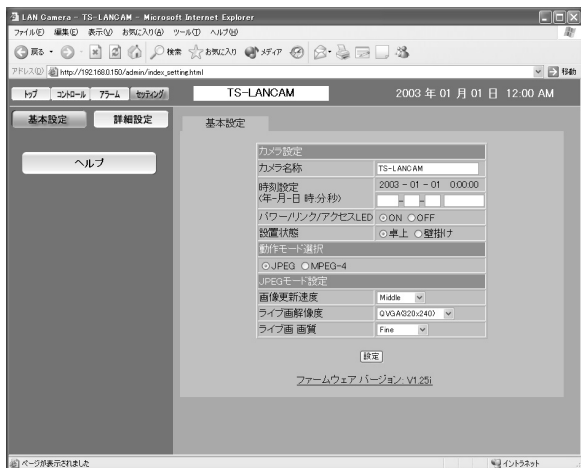 LAN Camera - TS-LANCAM - Microsoft Internet Explorer
ファイル(F) 編集(E) 表示(V) お気に入り(A) ツール(T) ヘルプ(H)
戻る 検索 お気に入り メディア
アドレス(D) http://192.168.0.150/admin/index_setting.html 移動
トップ コントロール アラーム セッティング TS-LANCAM 2003 年 01 月 01 日 12:00 AM
基本設定 詳細設定
ヘルプ
基本設定
カメラ設定
カメラ名称 TS-LANCAM
時刻設定 2003 - 01 - 01 0:00:00
(年-月-日 時:分:秒) - -
パワー/リンク/アクセスLED ON OFF
設置状態 卓上 壁掛け
動作モード選択
JPEG MPEG-4
JPEGモード設定
画像更新速度 Middle
ライブ画解像度 QVGA(320x240)
ライブ画 画質 Fine
設定
ファームウェア バージョン: V1.25i
ページが表示されました イントラネット